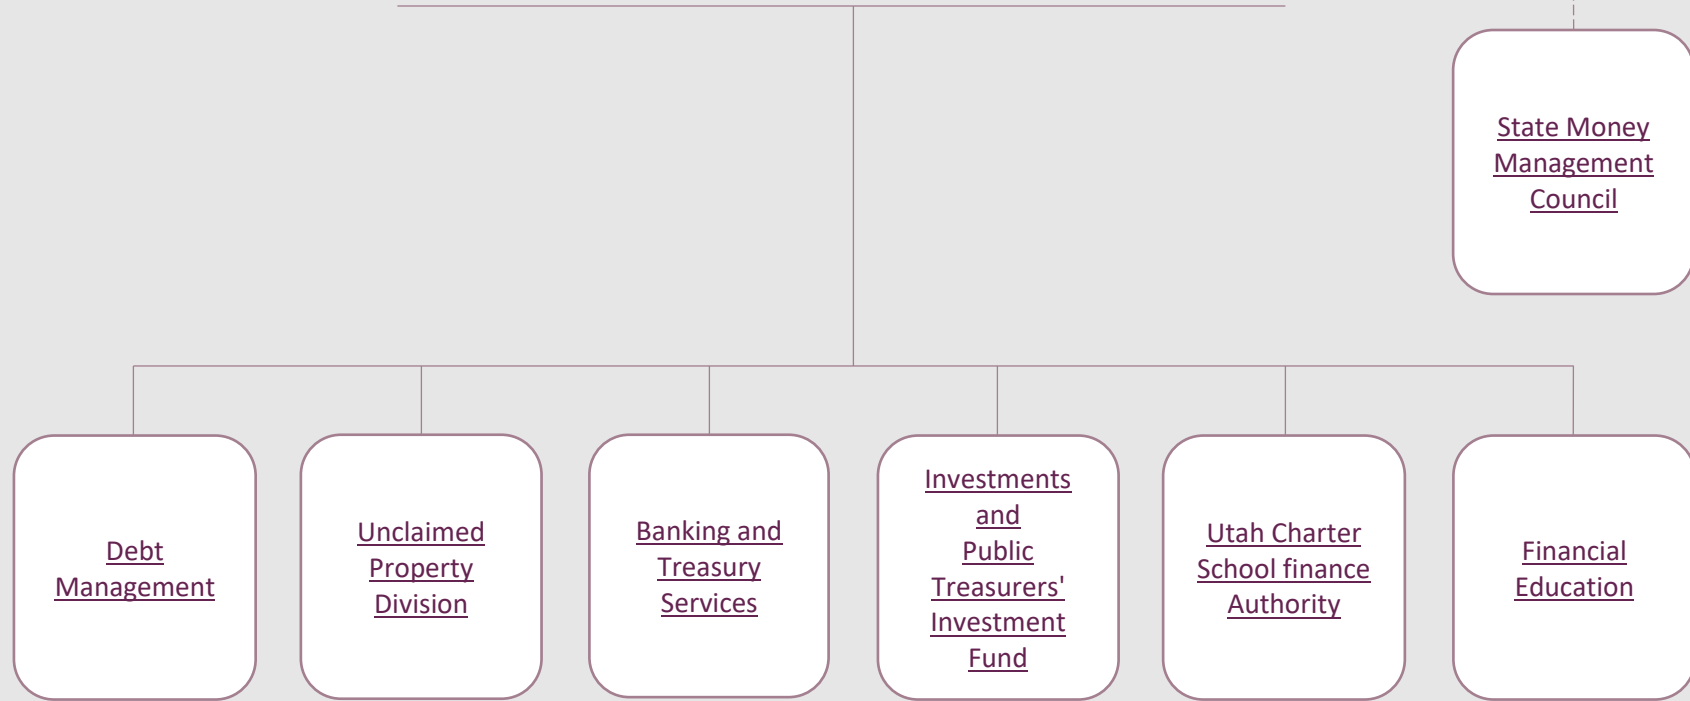 State Money
Management
Council
Debt
Management
Unclaimed
Property
Division
Banking and
Treasury
Services
Investments
and
Public
Treasurers'
Investment
Fund
Utah Charter
School finance
Authority
Financial
Education